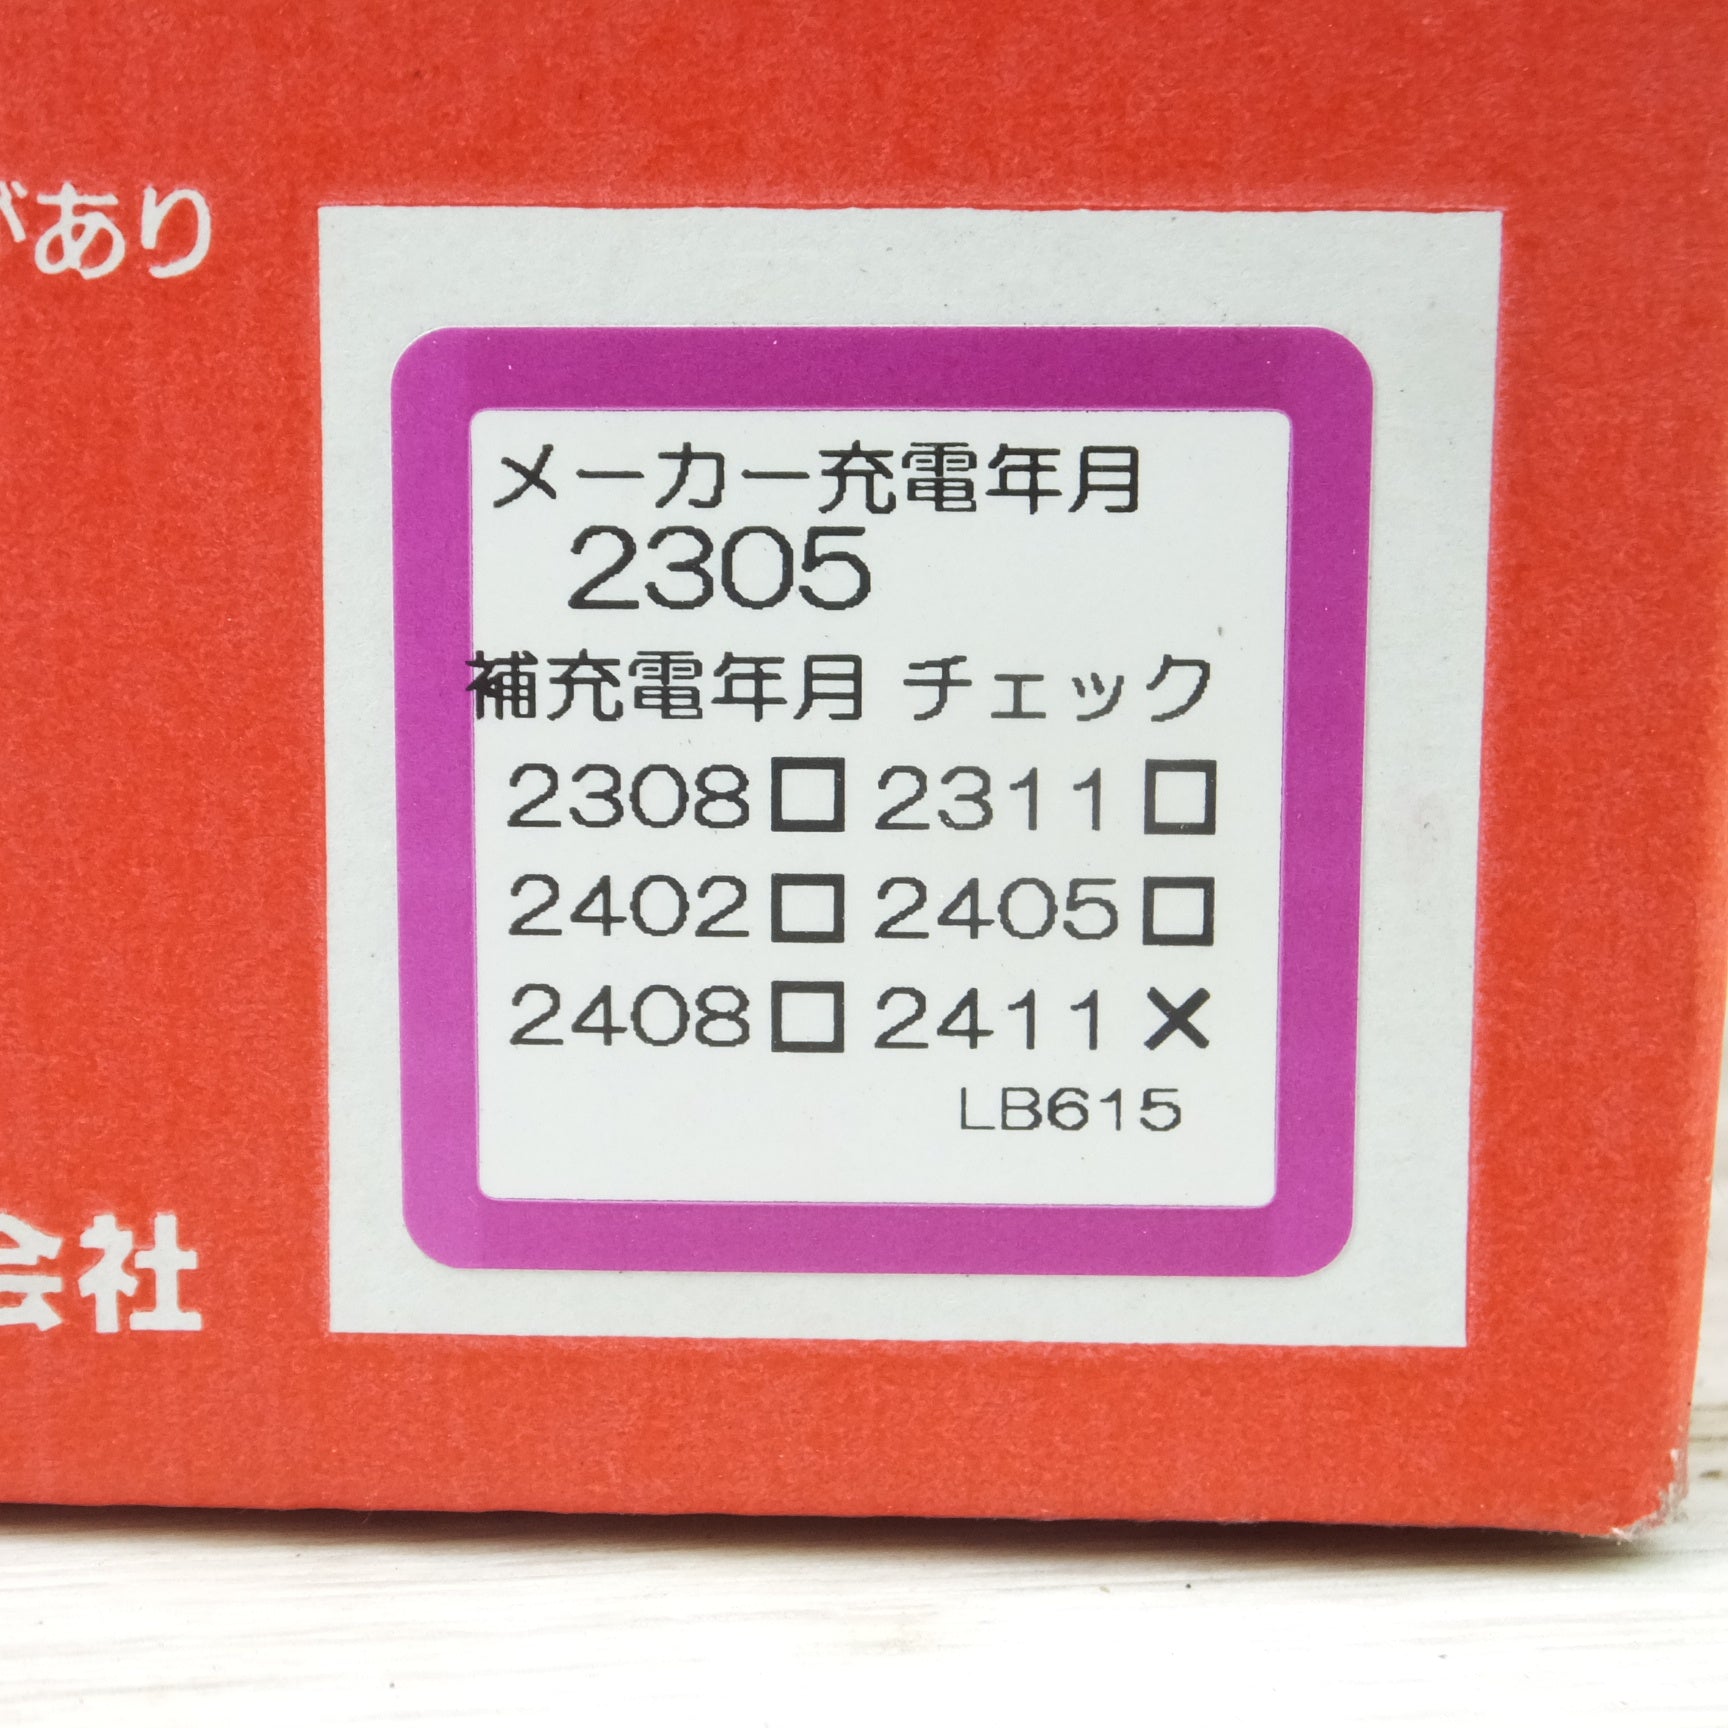 があり
メーカー充電年月
2305
補充電年月 チェック
2308□ 2311□
2402□ 2405□
2408□ 2411×
LB615
会社